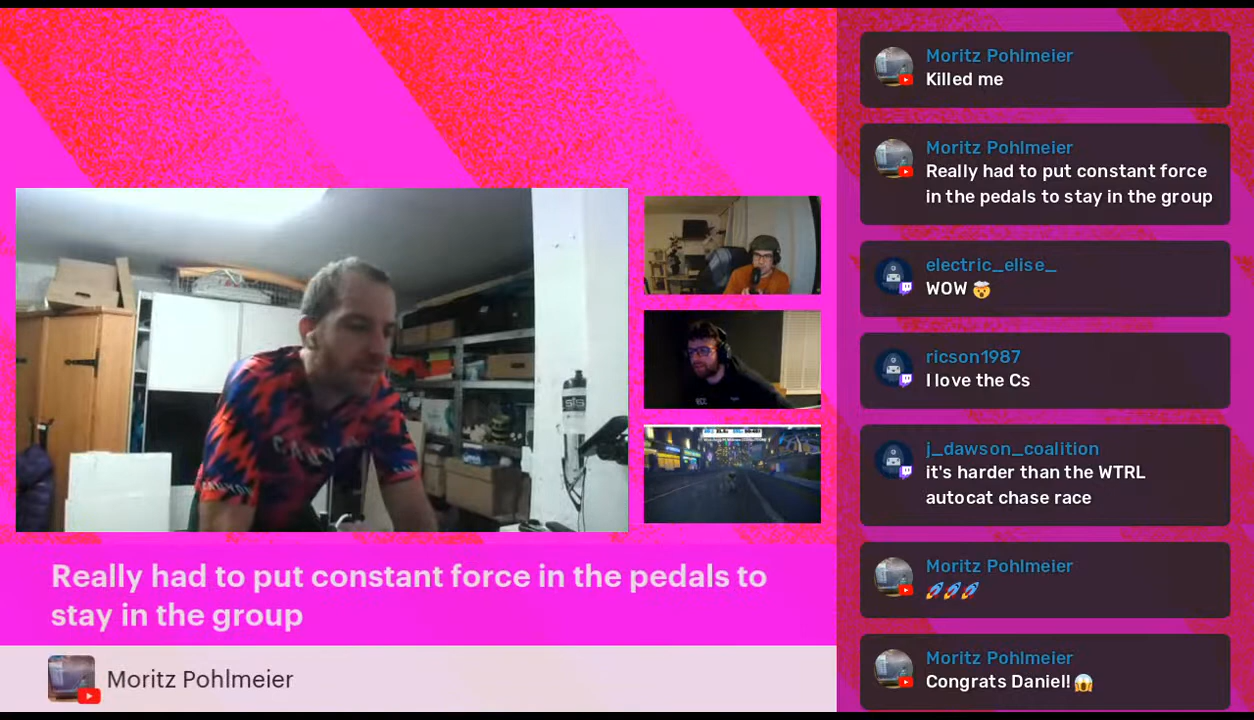 Moritz Pohlmeier
Killed me
Moritz Pohlmeier
Really had to put constant force
in the pedals to stay in the group
electric_elise_
WOW 🤯
ricson1987
I love the Cs
j_dawson_coalition
it's harder than the WTRL
autocat chase race
Moritz Pohlmeier
🚀🚀🚀
Moritz Pohlmeier
Congrats Daniel! 😱
CANYON
SiS
Really had to put constant force in the pedals to
stay in the group
Moritz Pohlmeier